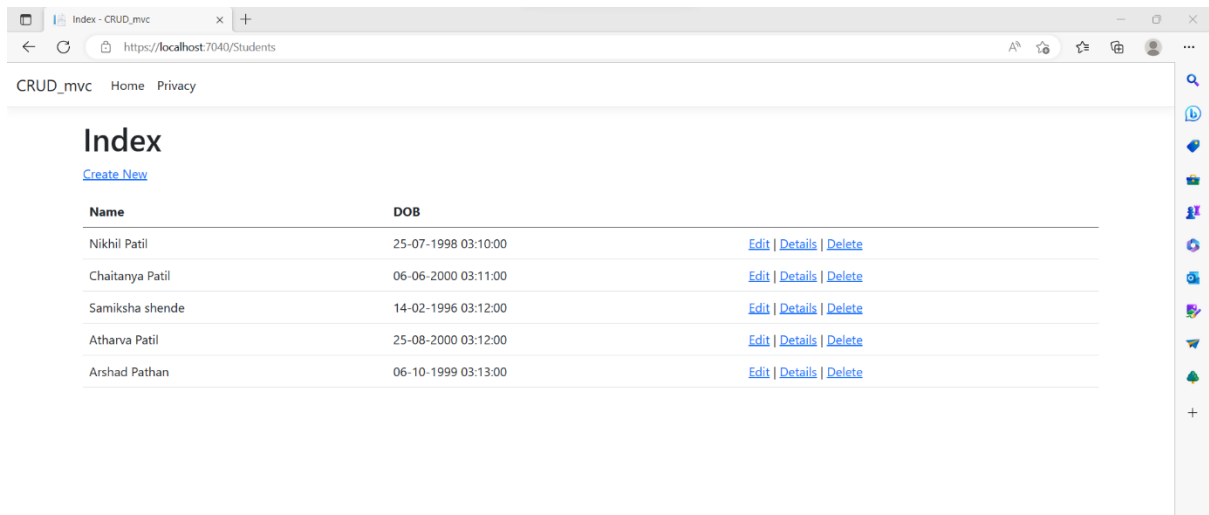 Index - CRUD_mvc
https://localhost:7040/Students
CRUD_mvc Home Privacy
Index
Create New
Name DOB
Nikhil Patil 25-07-1998 03:10:00 Edit | Details | Delete
Chaitanya Patil 06-06-2000 03:11:00 Edit | Details | Delete
Samiksha shende 14-02-1996 03:12:00 Edit | Details | Delete
Atharva Patil 25-08-2000 03:12:00 Edit | Details | Delete
Arshad Pathan 06-10-1999 03:13:00 Edit | Details | Delete